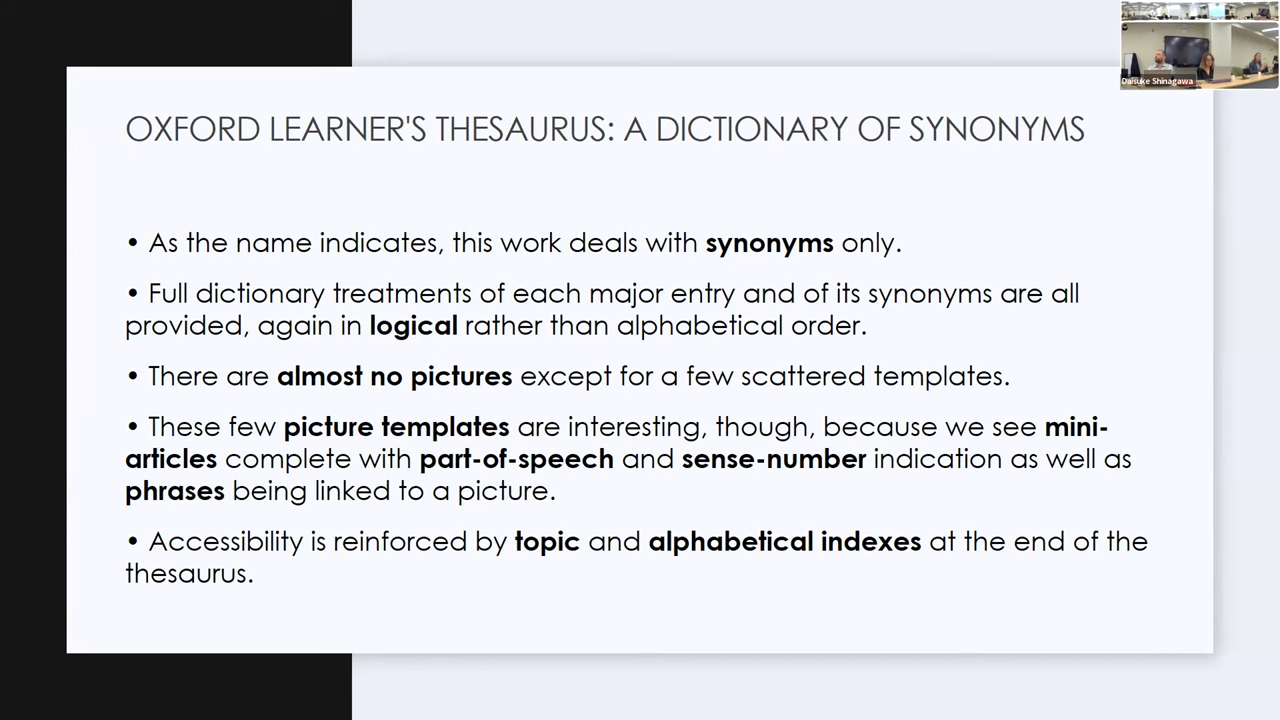 OXFORD LEARNER'S THESAURUS: A DICTIONARY OF SYNONYMS
• As the name indicates, this work deals with synonyms only.
• Full dictionary treatments of each major entry and of its synonyms are all
provided, again in logical rather than alphabetical order.
• There are almost no pictures except for a few scattered templates.
• These few picture templates are interesting, though, because we see mini-
articles complete with part-of-speech and sense-number indication as well as
phrases being linked to a picture.
• Accessibility is reinforced by topic and alphabetical indexes at the end of the
thesaurus.
Daisuke Shinagawa